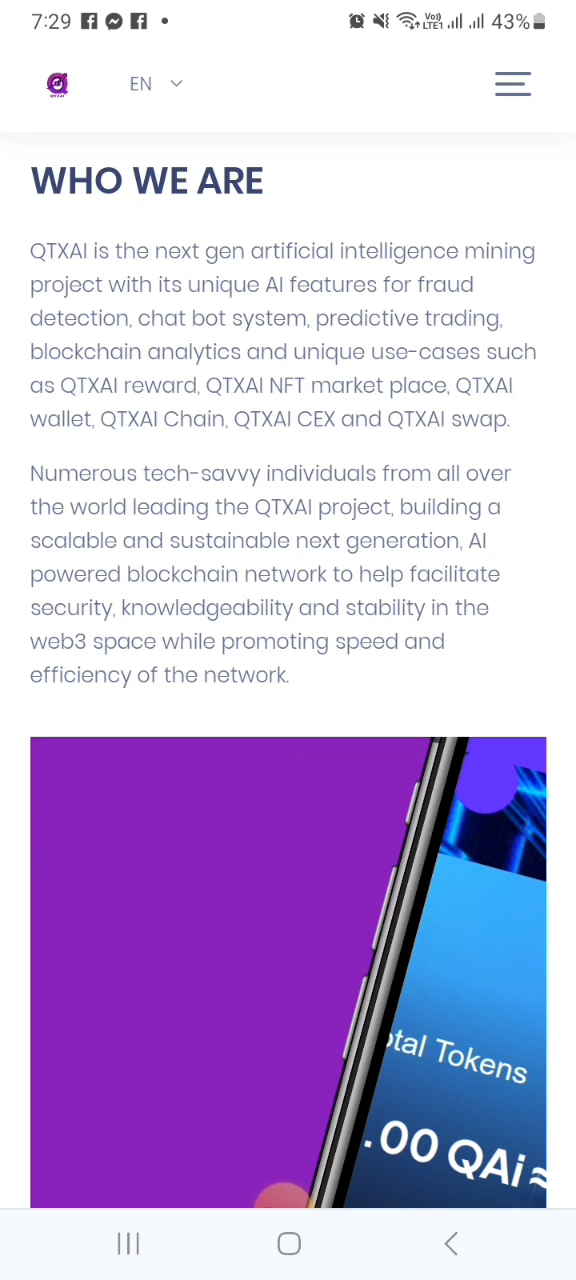 7:29
Vo))
LTE1
43%
EN
WHO WE ARE
QTXAI is the next gen artificial intelligence mining
project with its unique AI features for fraud
detection, chat bot system, predictive trading,
blockchain analytics and unique use-cases such
as QTXAI reward, QTXAI NFT market place, QTXAI
wallet, QTXAI Chain, QTXAI CEX and QTXAI swap.
Numerous tech-savvy individuals from all over
the world leading the QTXAI project, building a
scalable and sustainable next generation, AI
powered blockchain network to help facilitate
security, knowledgeability and stability in the
web3 space while promoting speed and
efficiency of the network.
otal Tokens
.00 QAi≈